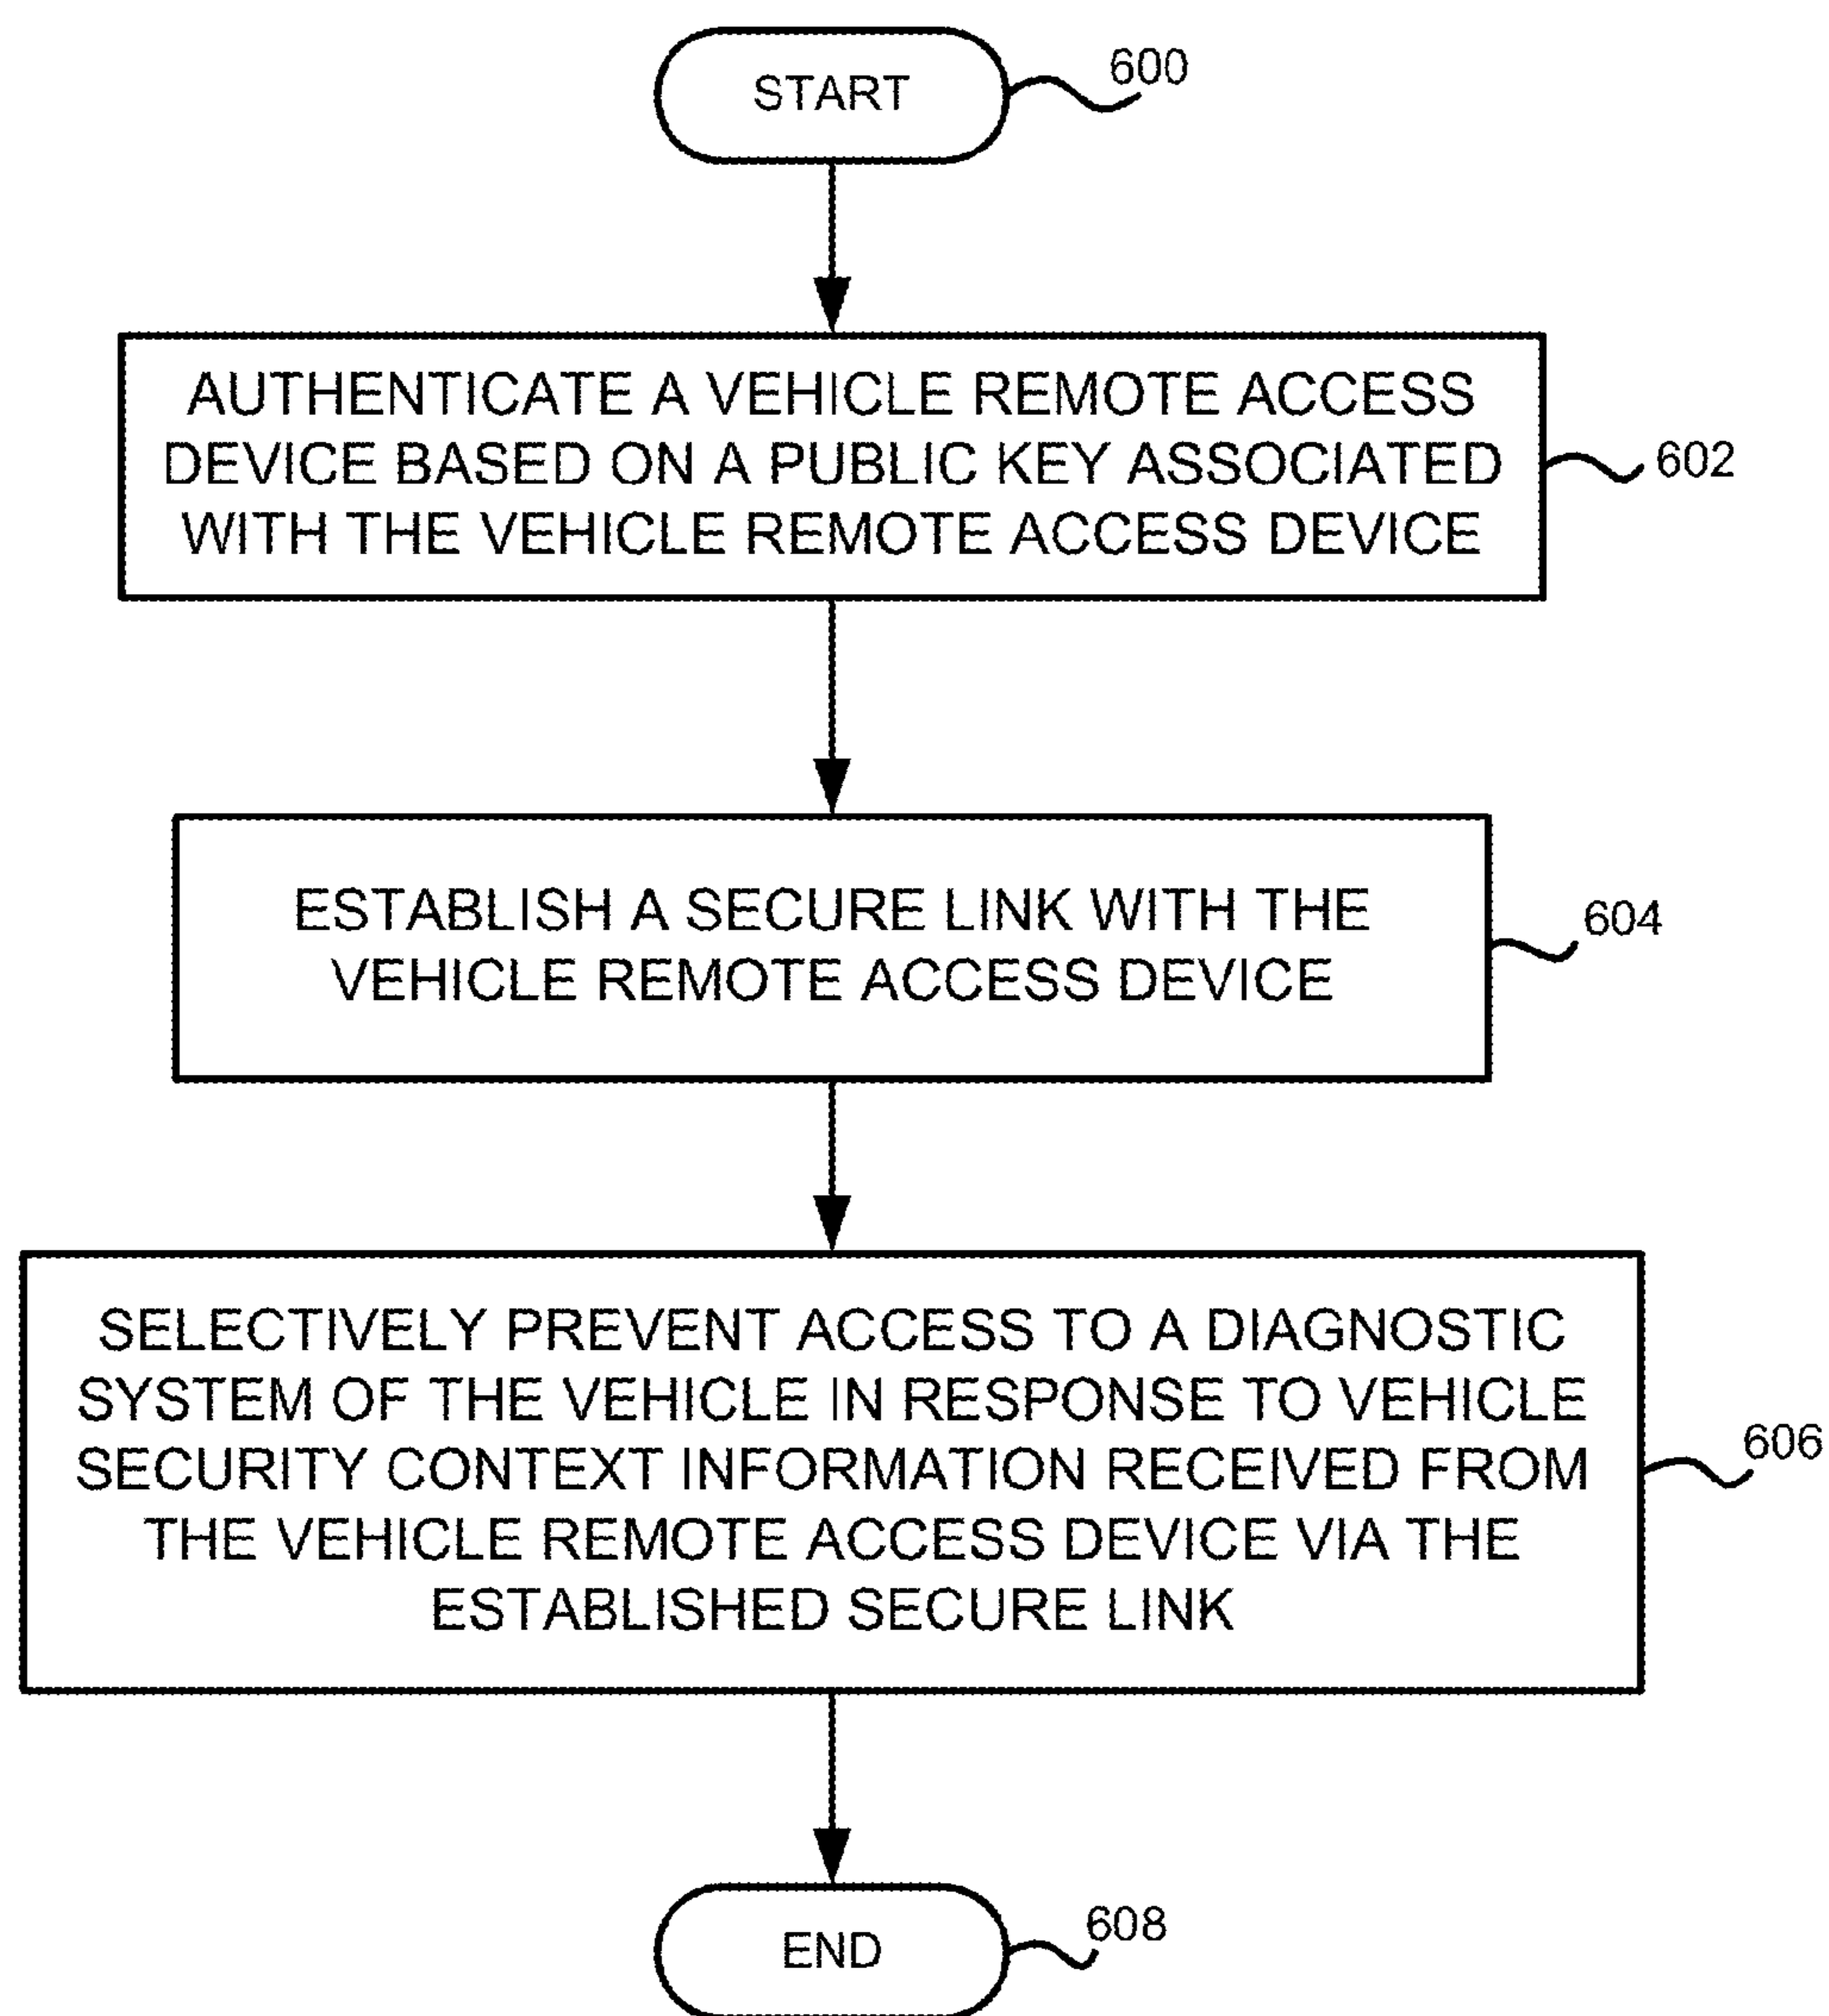 START
600
AUTHENTICATE A VEHICLE REMOTE ACCESS
DEVICE BASED ON A PUBLIC KEY ASSOCIATED
WITH THE VEHICLE REMOTE ACCESS DEVICE
602
ESTABLISH A SECURE LINK WITH THE
VEHICLE REMOTE ACCESS DEVICE
604
SELECTIVELY PREVENT ACCESS TO A DIAGNOSTIC
SYSTEM OF THE VEHICLE IN RESPONSE TO VEHICLE
SECURITY CONTEXT INFORMATION RECEIVED FROM
THE VEHICLE REMOTE ACCESS DEVICE VIA THE
ESTABLISHED SECURE LINK
606
END
608